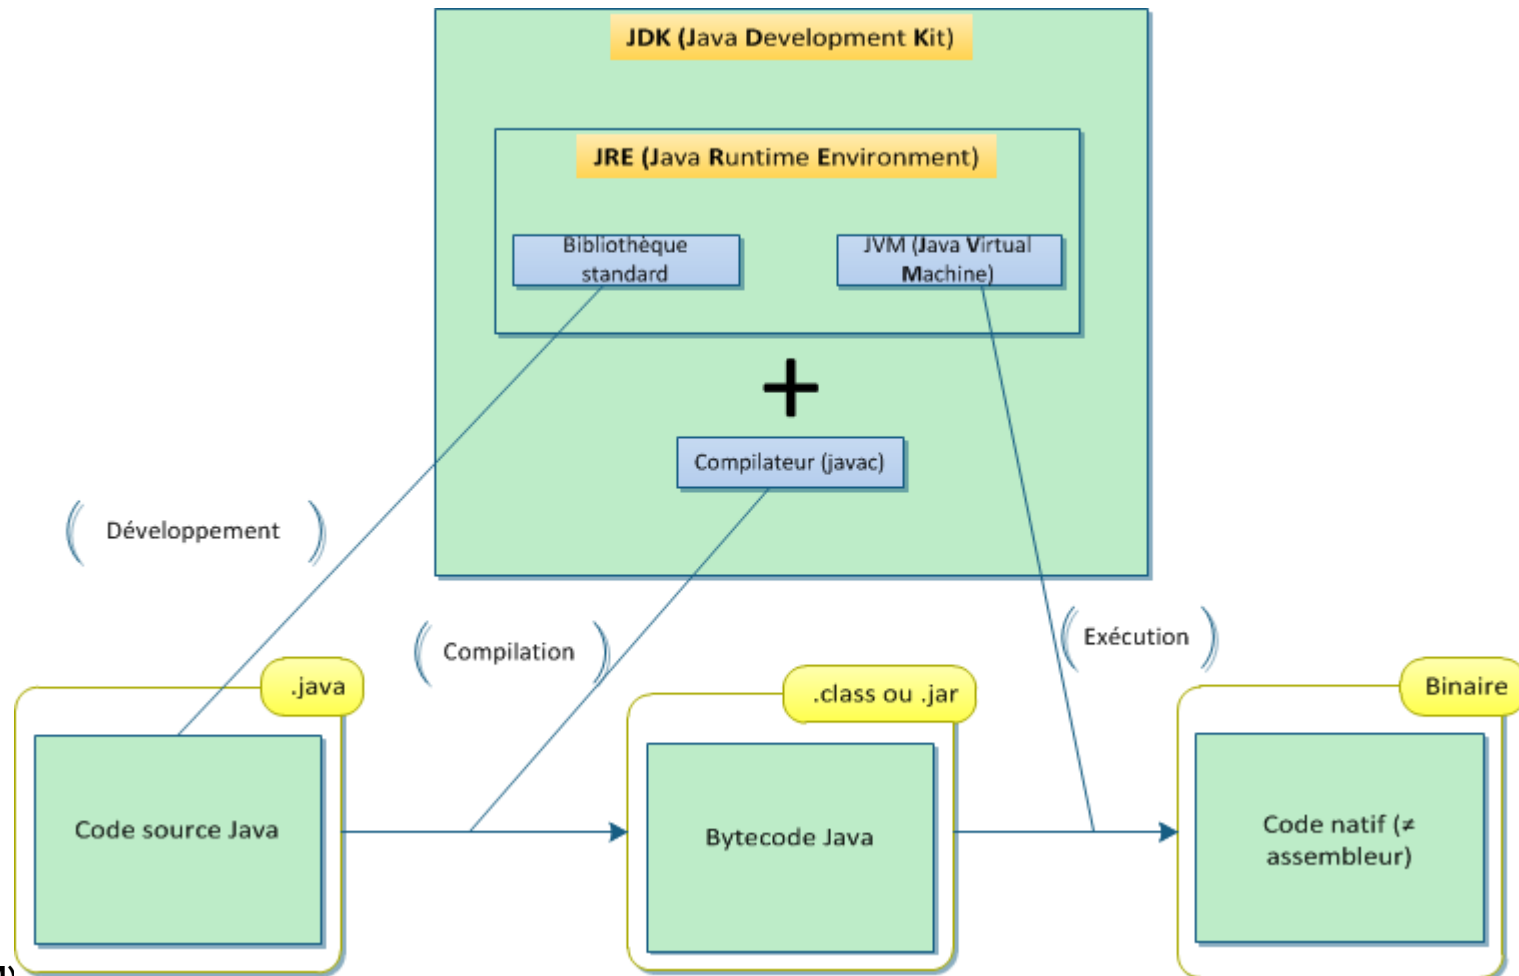 JDK (Java Development Kit)
JRE (Java Runtime Environment)
Bibliothèque
standard
JVM (Java Virtual
Machine)
+
Compilateur (javac)
Développement
Compilation
Exécution
.java
.class ou .jar
Binaire
Code source Java
Bytecode Java
Code natif (≠
assembleur)